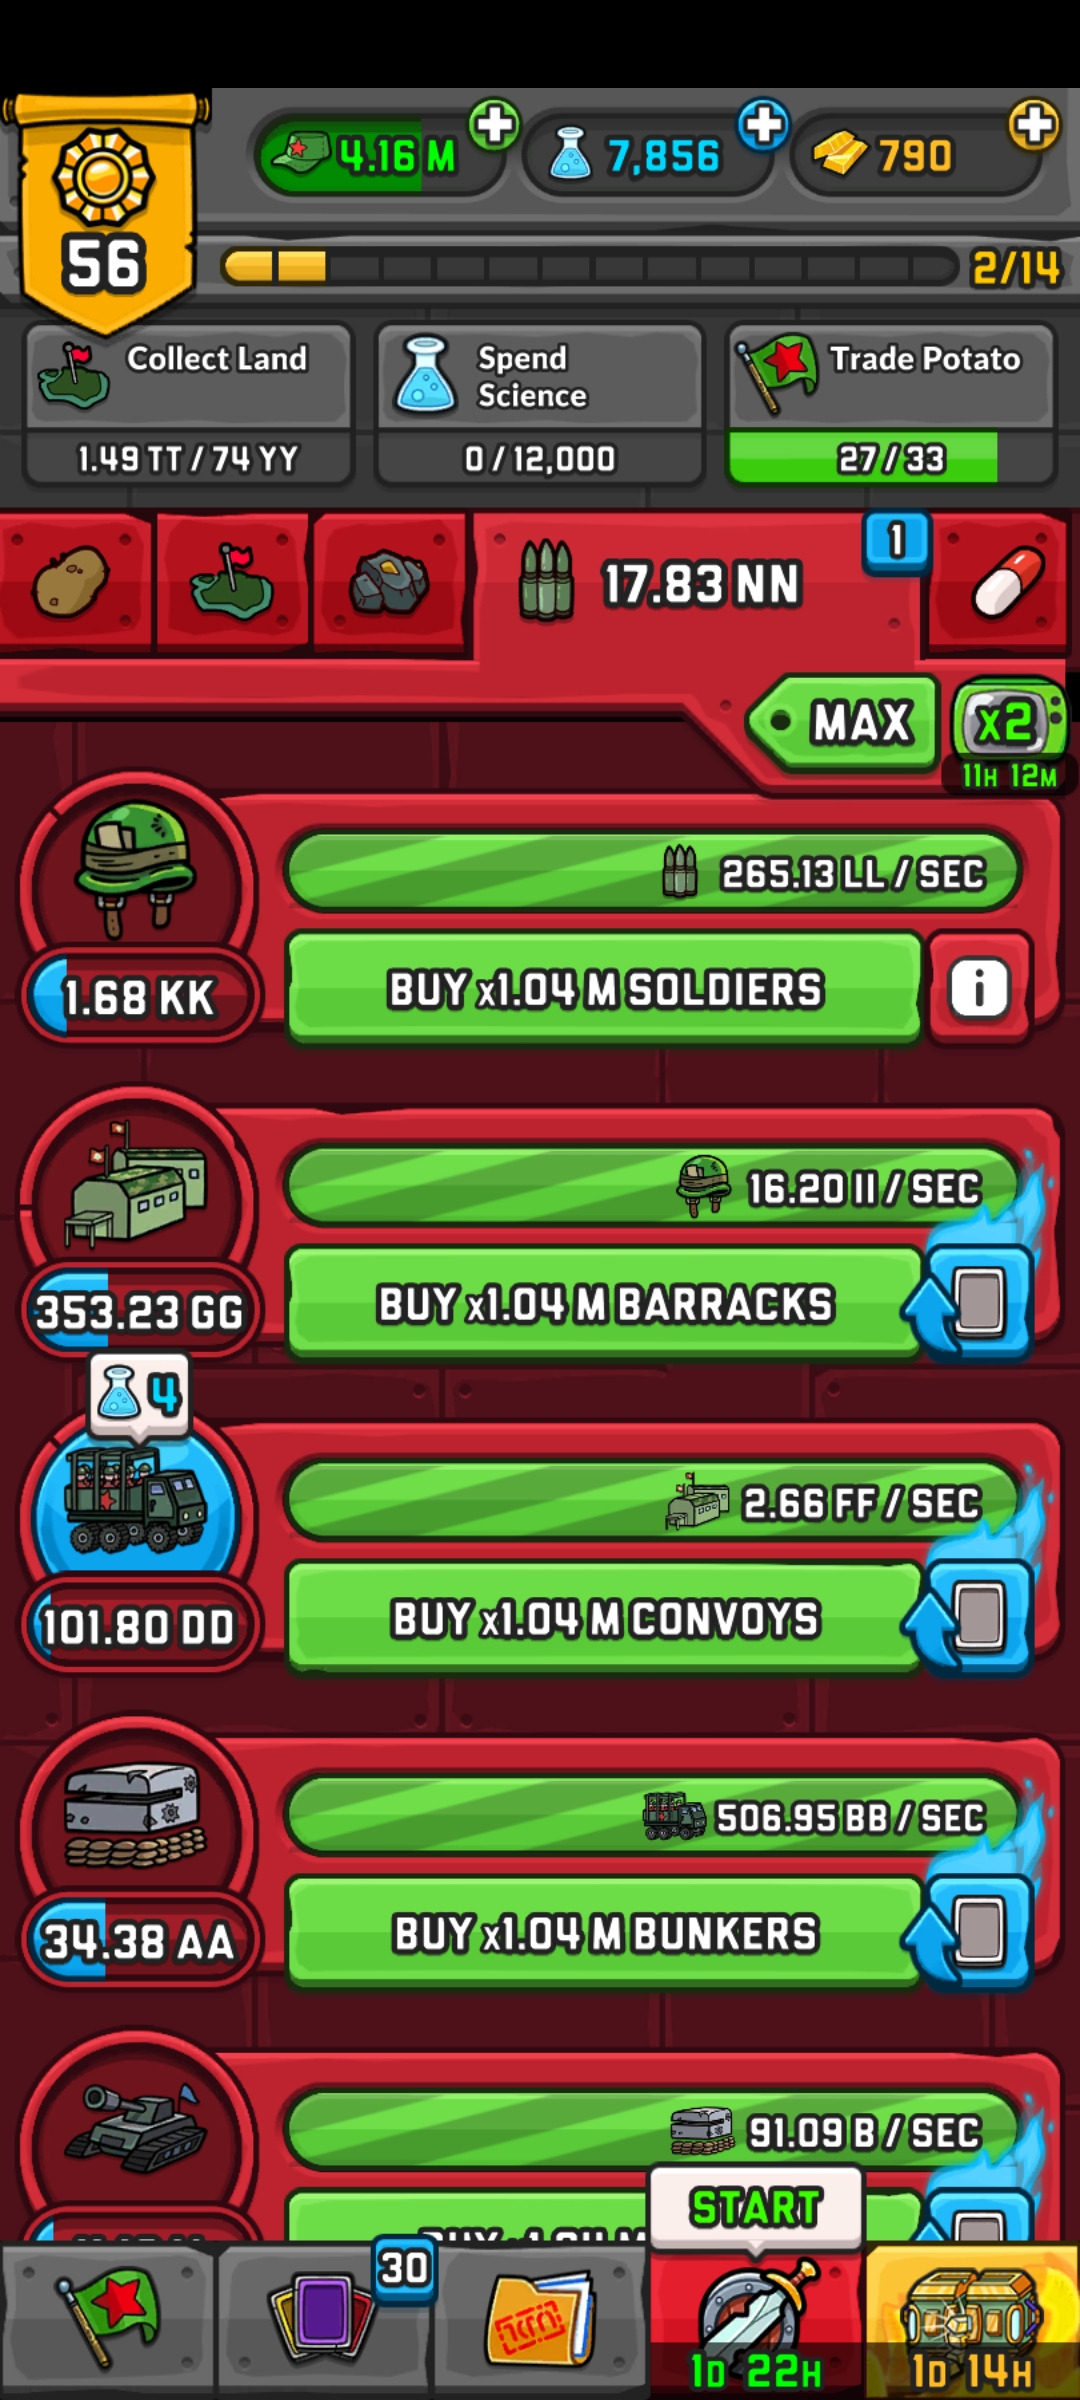 4.16 M
7,856
790
56
2/14
Collect Land
Spend
Science
Trade Potato
1.49 TT / 74 YY
0 / 12,000
27 / 33
17.83 NN
1
MAX
x2
11H 12M
265.13 LL / SEC
1.68 KK
BUY x1.04 M SOLDIERS
i
16.20 II / SEC
353.23 GG
BUY x1.04 M BARRACKS
4
2.66 FF / SEC
101.80 DD
BUY x1.04 M CONVOYS
506.95 BB / SEC
34.38 AA
BUY x1.04 M BUNKERS
91.09 B / SEC
START
30
1D 22H
1D 14H